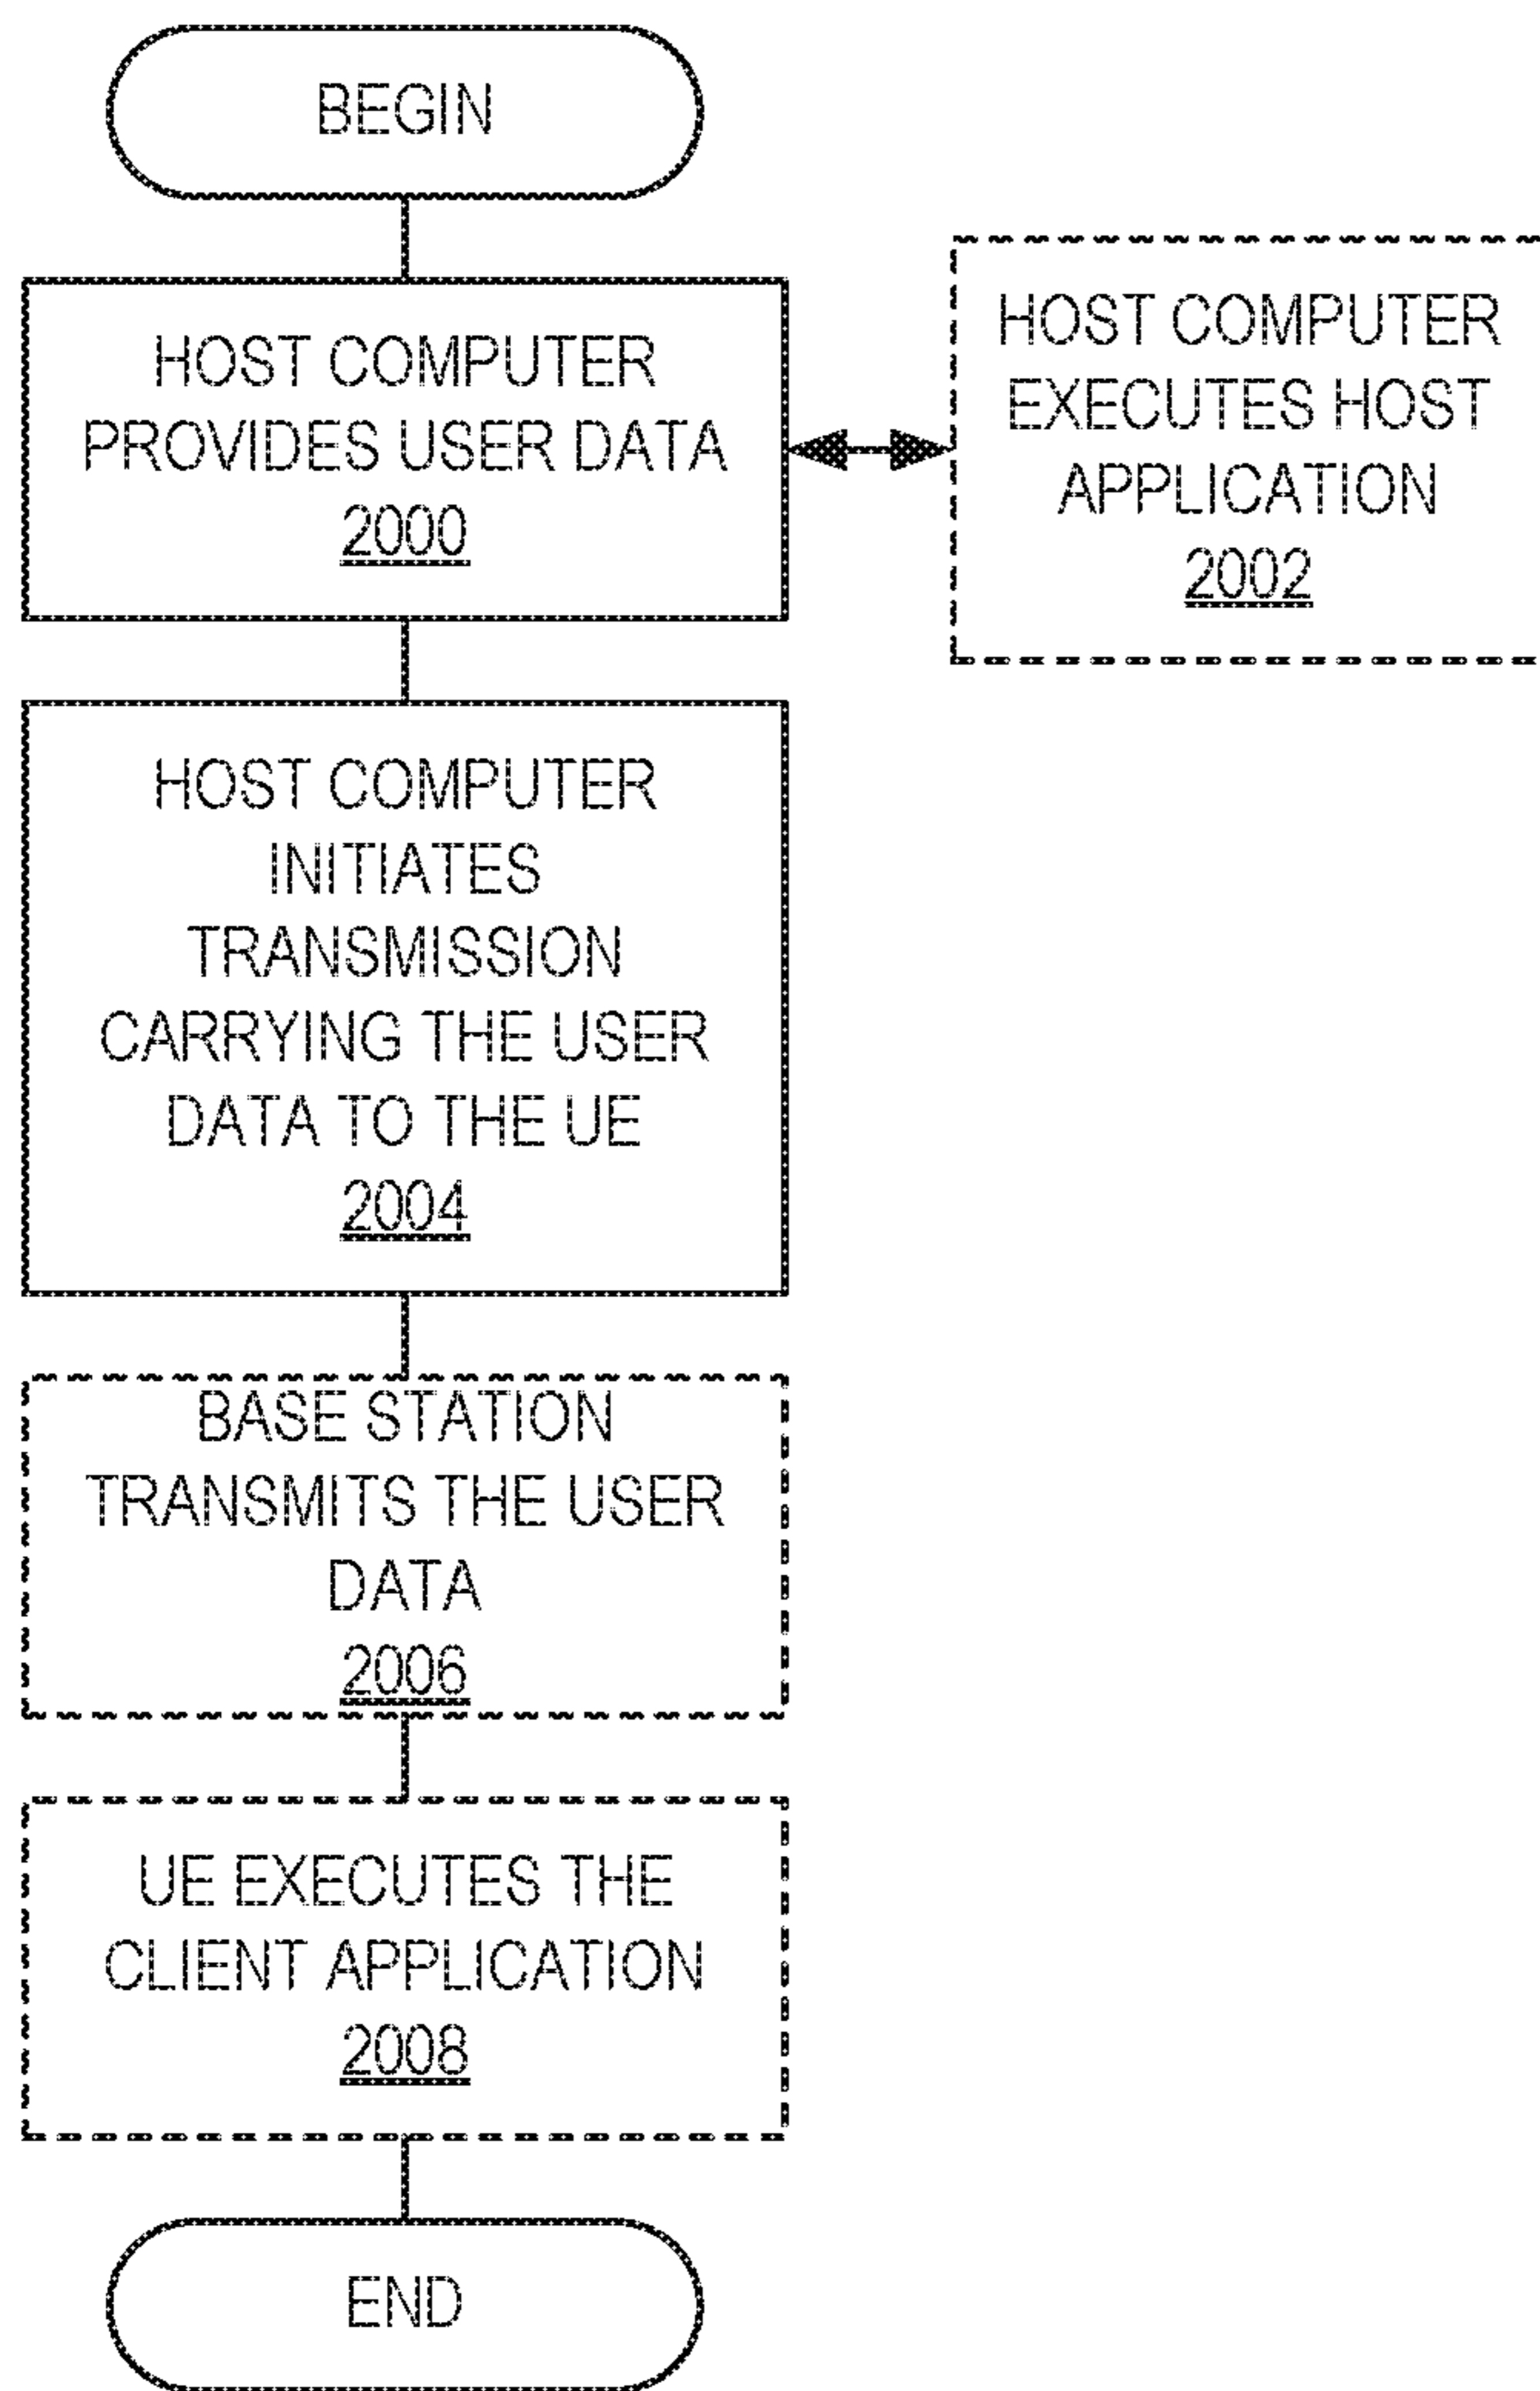 BEGIN
HOST COMPUTER
PROVIDES USER DATA
2000
HOST COMPUTER
EXECUTES HOST
APPLICATION
2002
HOST COMPUTER
INITIATES
TRANSMISSION
CARRYING THE USER
DATA TO THE UE
2004
BASE STATION
TRANSMITS THE USER
DATA
2006
UE EXECUTES THE
CLIENT APPLICATION
2008
END